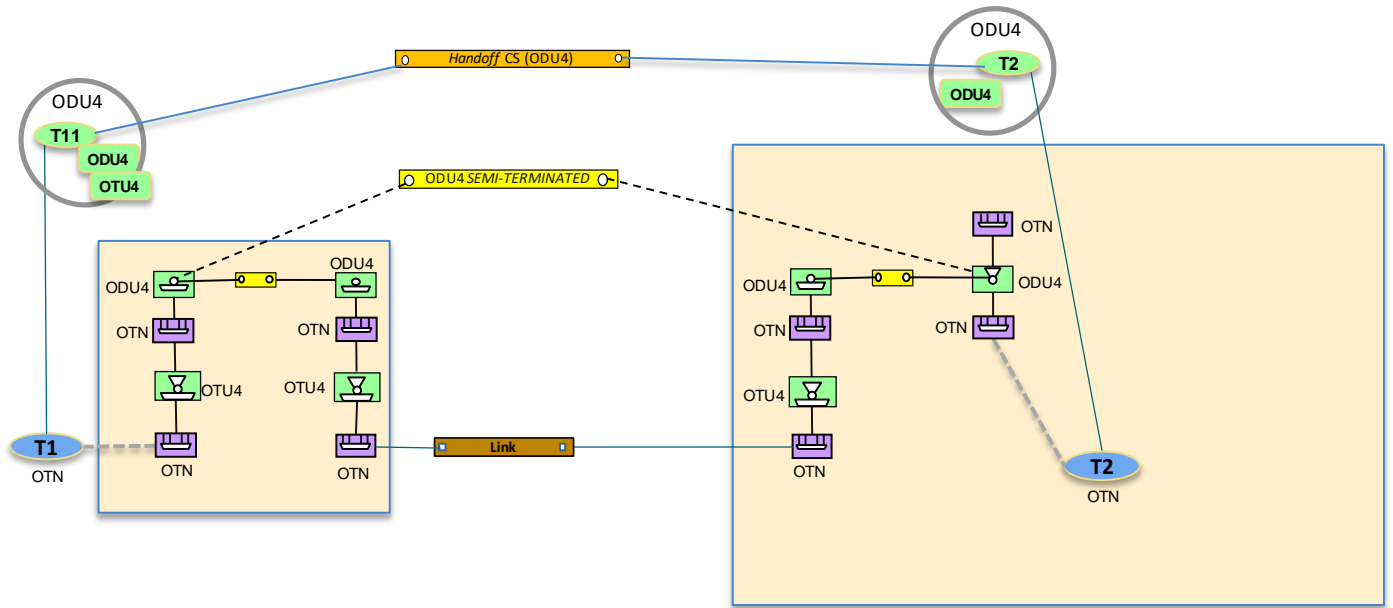 ODU4
T2
ODU4
Handoff CS (ODU4)
ODU4
T11
ODU4
OTU4
ODU4 SEMI-TERMINATED
OTN
ODU4
ODU4
ODU4
ODU4
OTN
OTN
OTN
OTN
OTU4
OTU4
OTU4
T1
OTN
OTN
OTN
Link
OTN
T2
OTN